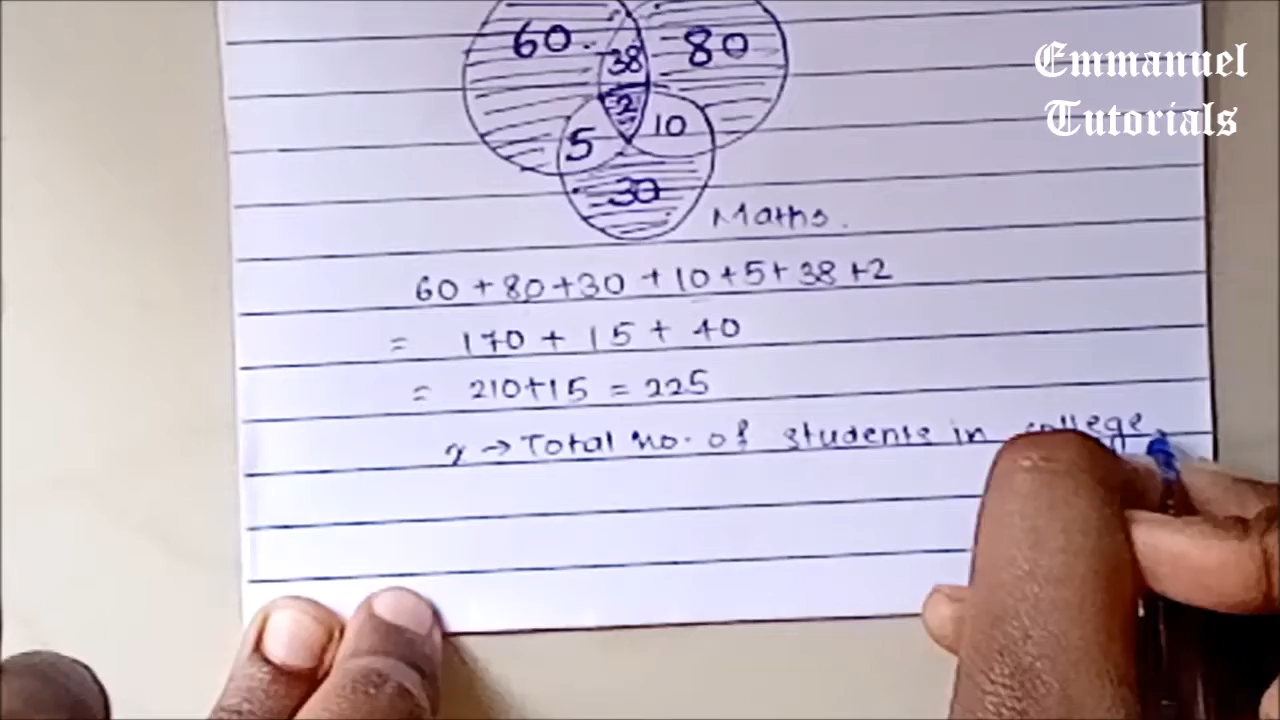 60.
38
80
2
5
10
30
Maths.
60 + 80 + 30 + 10 + 5 + 38 + 2
= 170 + 15 + 40
= 210 + 15 = 225
x → Total no. of students in college
Emmanuel
Tutorials